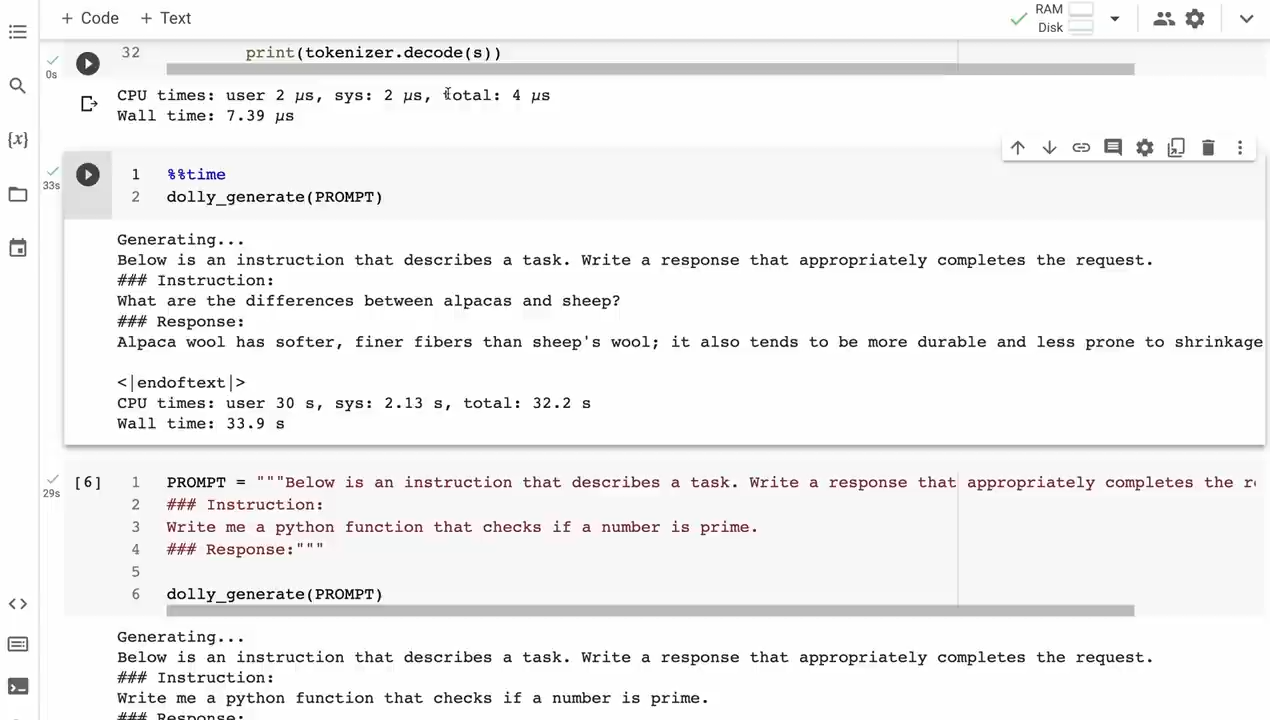 + Code + Text
RAM
Disk
32 print(tokenizer.decode(s))
0s
CPU times: user 2 µs, sys: 2 µs, total: 4 µs
Wall time: 7.39 µs
{x}
33s
1 %%time
2 dolly_generate(PROMPT)
Generating...
Below is an instruction that describes a task. Write a response that appropriately completes the request.
### Instruction:
What are the differences between alpacas and sheep?
### Response:
Alpaca wool has softer, finer fibers than sheep's wool; it also tends to be more durable and less prone to shrinkage
<|endoftext|>
CPU times: user 30 s, sys: 2.13 s, total: 32.2 s
Wall time: 33.9 s
29s
[6] 1 PROMPT = """Below is an instruction that describes a task. Write a response that appropriately completes the
2 ### Instruction:
3 Write me a python function that checks if a number is prime.
4 ### Response:"""
5
6 dolly_generate(PROMPT)
Generating...
Below is an instruction that describes a task. Write a response that appropriately completes the request.
### Instruction:
Write me a python function that checks if a number is prime.
### Response: